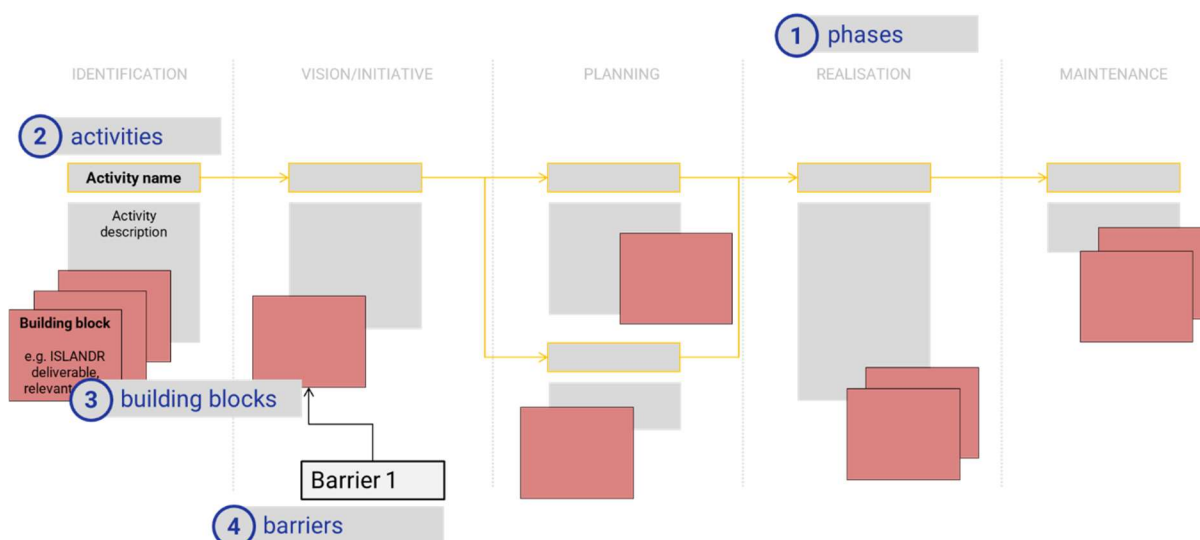 1 phases
IDENTIFICATION
VISION/INITIATIVE
PLANNING
REALISATION
MAINTENANCE
2 activities
Activity name
Activity
description
Building block
e.g. ISLANDR
deliverable,
relevant
3 building blocks
Barrier 1
4 barriers